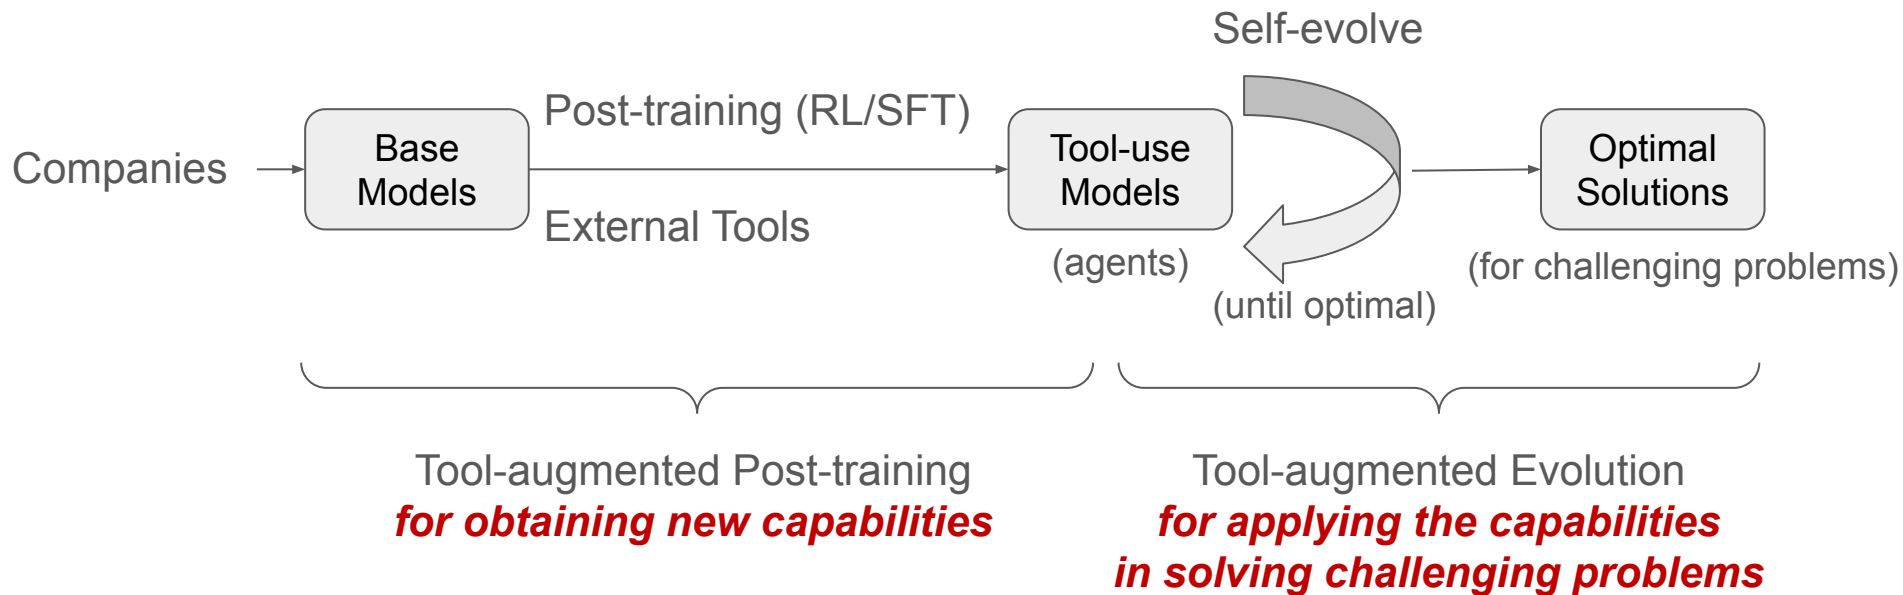 Self-evolve
Companies
Base
Models
Post-training (RL/SFT)
External Tools
Tool-use
Models
(agents)
(until optimal)
Optimal
Solutions
(for challenging problems)
Tool-augmented Post-training
for obtaining new capabilities
Tool-augmented Evolution
for applying the capabilities
in solving challenging problems